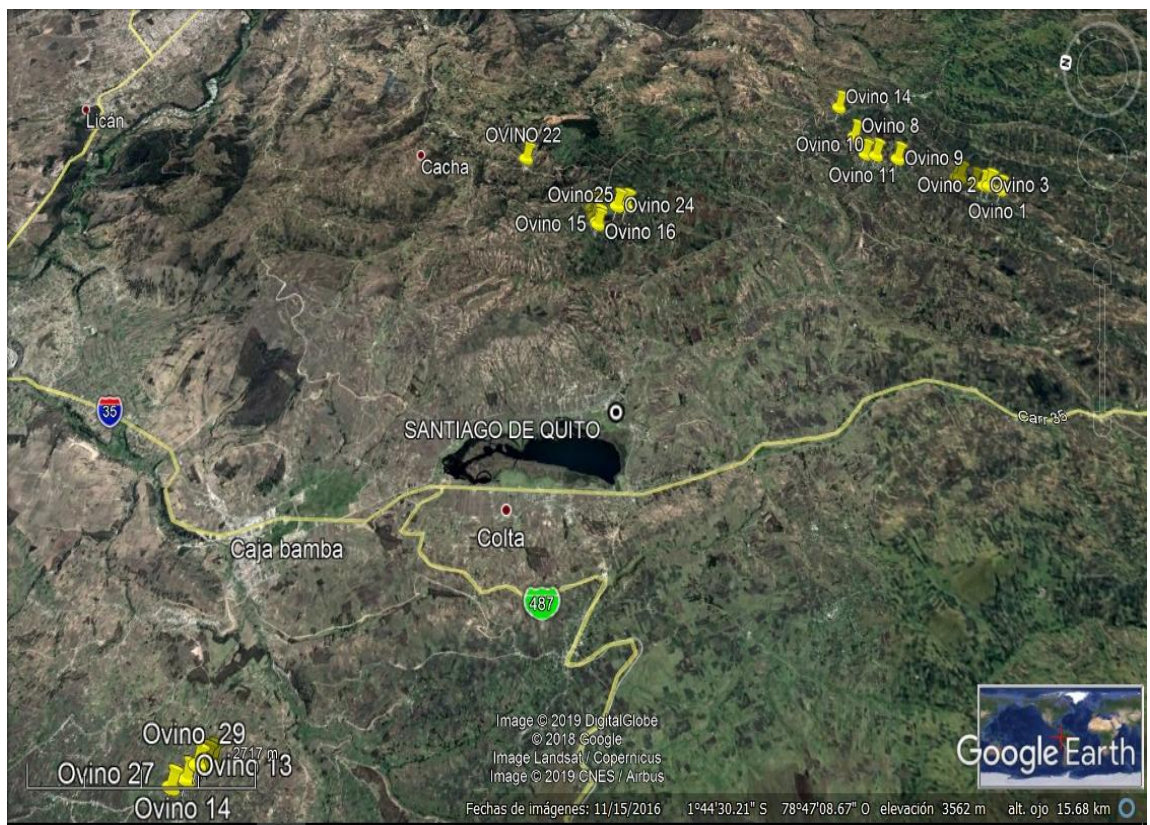 N
Ovino 14
Lican
Ovino 8
OVINO 22
Ovino 10
Ovino 9
Cacha
Ovino 11
Ovino 2
Ovino 3
Ovino25
Ovino 24
Ovino 1
Ovino 15
Ovino 16
35
Carr 35
SANTIAGO DE QUITO
Colta
Caja bamba
487
Image © 2019 DigitalGlobe
© 2018 Google
Image Landsat / Copernicus
Image © 2019 CNES / Airbus
Ovino 29
2717 m
Ovino 13
Ovino 27
Ovino 14
Google Earth
Fechas de imágenes: 11/15/2016 1°44'30.21" S 78°47'08.67" O elevación 3562 m alt. ojo 15.68 km